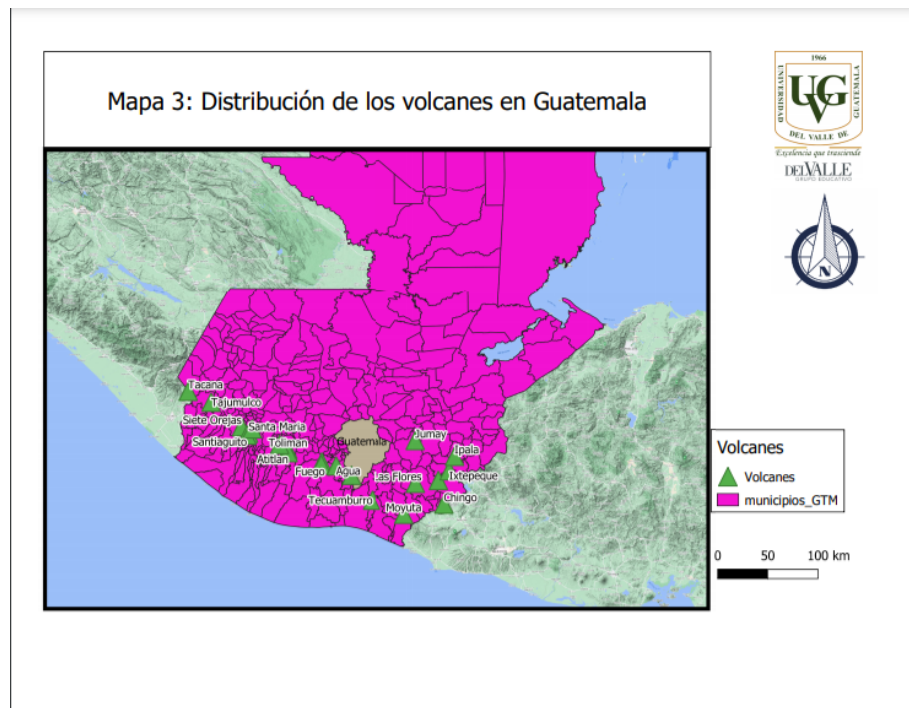 Mapa 3: Distribución de los volcanes en Guatemala
1966
UNIVERSIDAD
UVG
GUATEMALA
DEL VALLE DE
Excelencia que trasciende
DELVALLE
GRUPO EDUCATIVO
N
Tacana
Tajumulco
Siete Orejas
Santa Maria
Santiaguito
Toliman
Atitlan
Guatemala
Jumay
Ipala
Fuego
Agua
Las Flores
Ixtepeque
Tecuamburro
Moyuta
Chingo
Volcanes
Volcanes
municipios_GTM
0 50 100 km